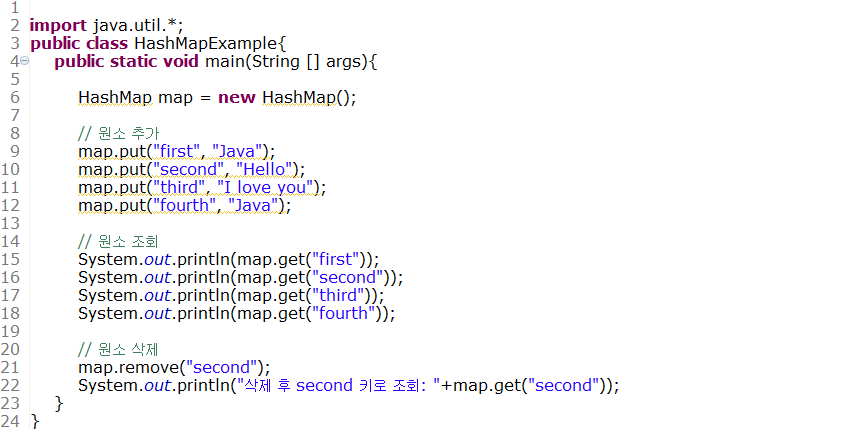 1
2 import java.util.*;
3 public class HashMapExample{
4 public static void main(String [] args){
5
6 HashMap map = new HashMap();
7
8 // 원소 추가
9 map.put("first", "Java");
10 map.put("second", "Hello");
11 map.put("third", "I love you");
12 map.put("fourth", "Java");
13
14 // 원소 조회
15 System.out.println(map.get("first"));
16 System.out.println(map.get("second"));
17 System.out.println(map.get("third"));
18 System.out.println(map.get("fourth"));
19
20 // 원소 삭제
21 map.remove("second");
22 System.out.println("삭제 후 second 키로 조회: "+map.get("second"));
23 }
24 }